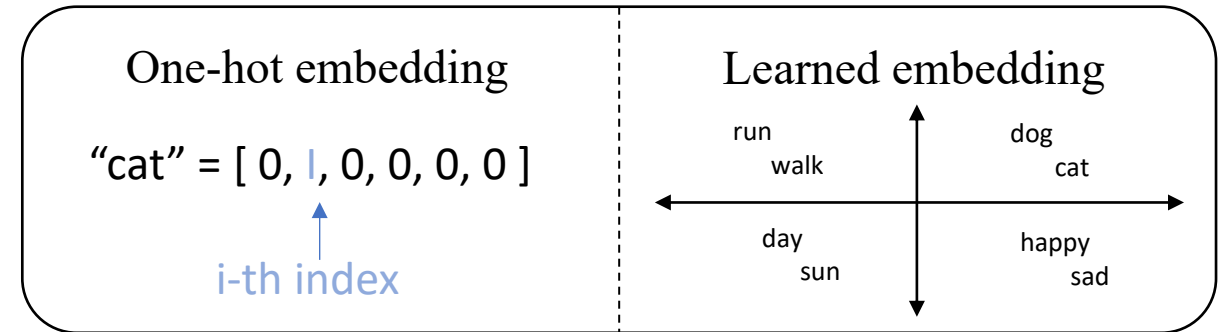 One-hot embedding
“cat” = [ 0, I, 0, 0, 0, 0 ]
i-th index
Learned embedding
run
walk
dog
cat
day
sun
happy
sad